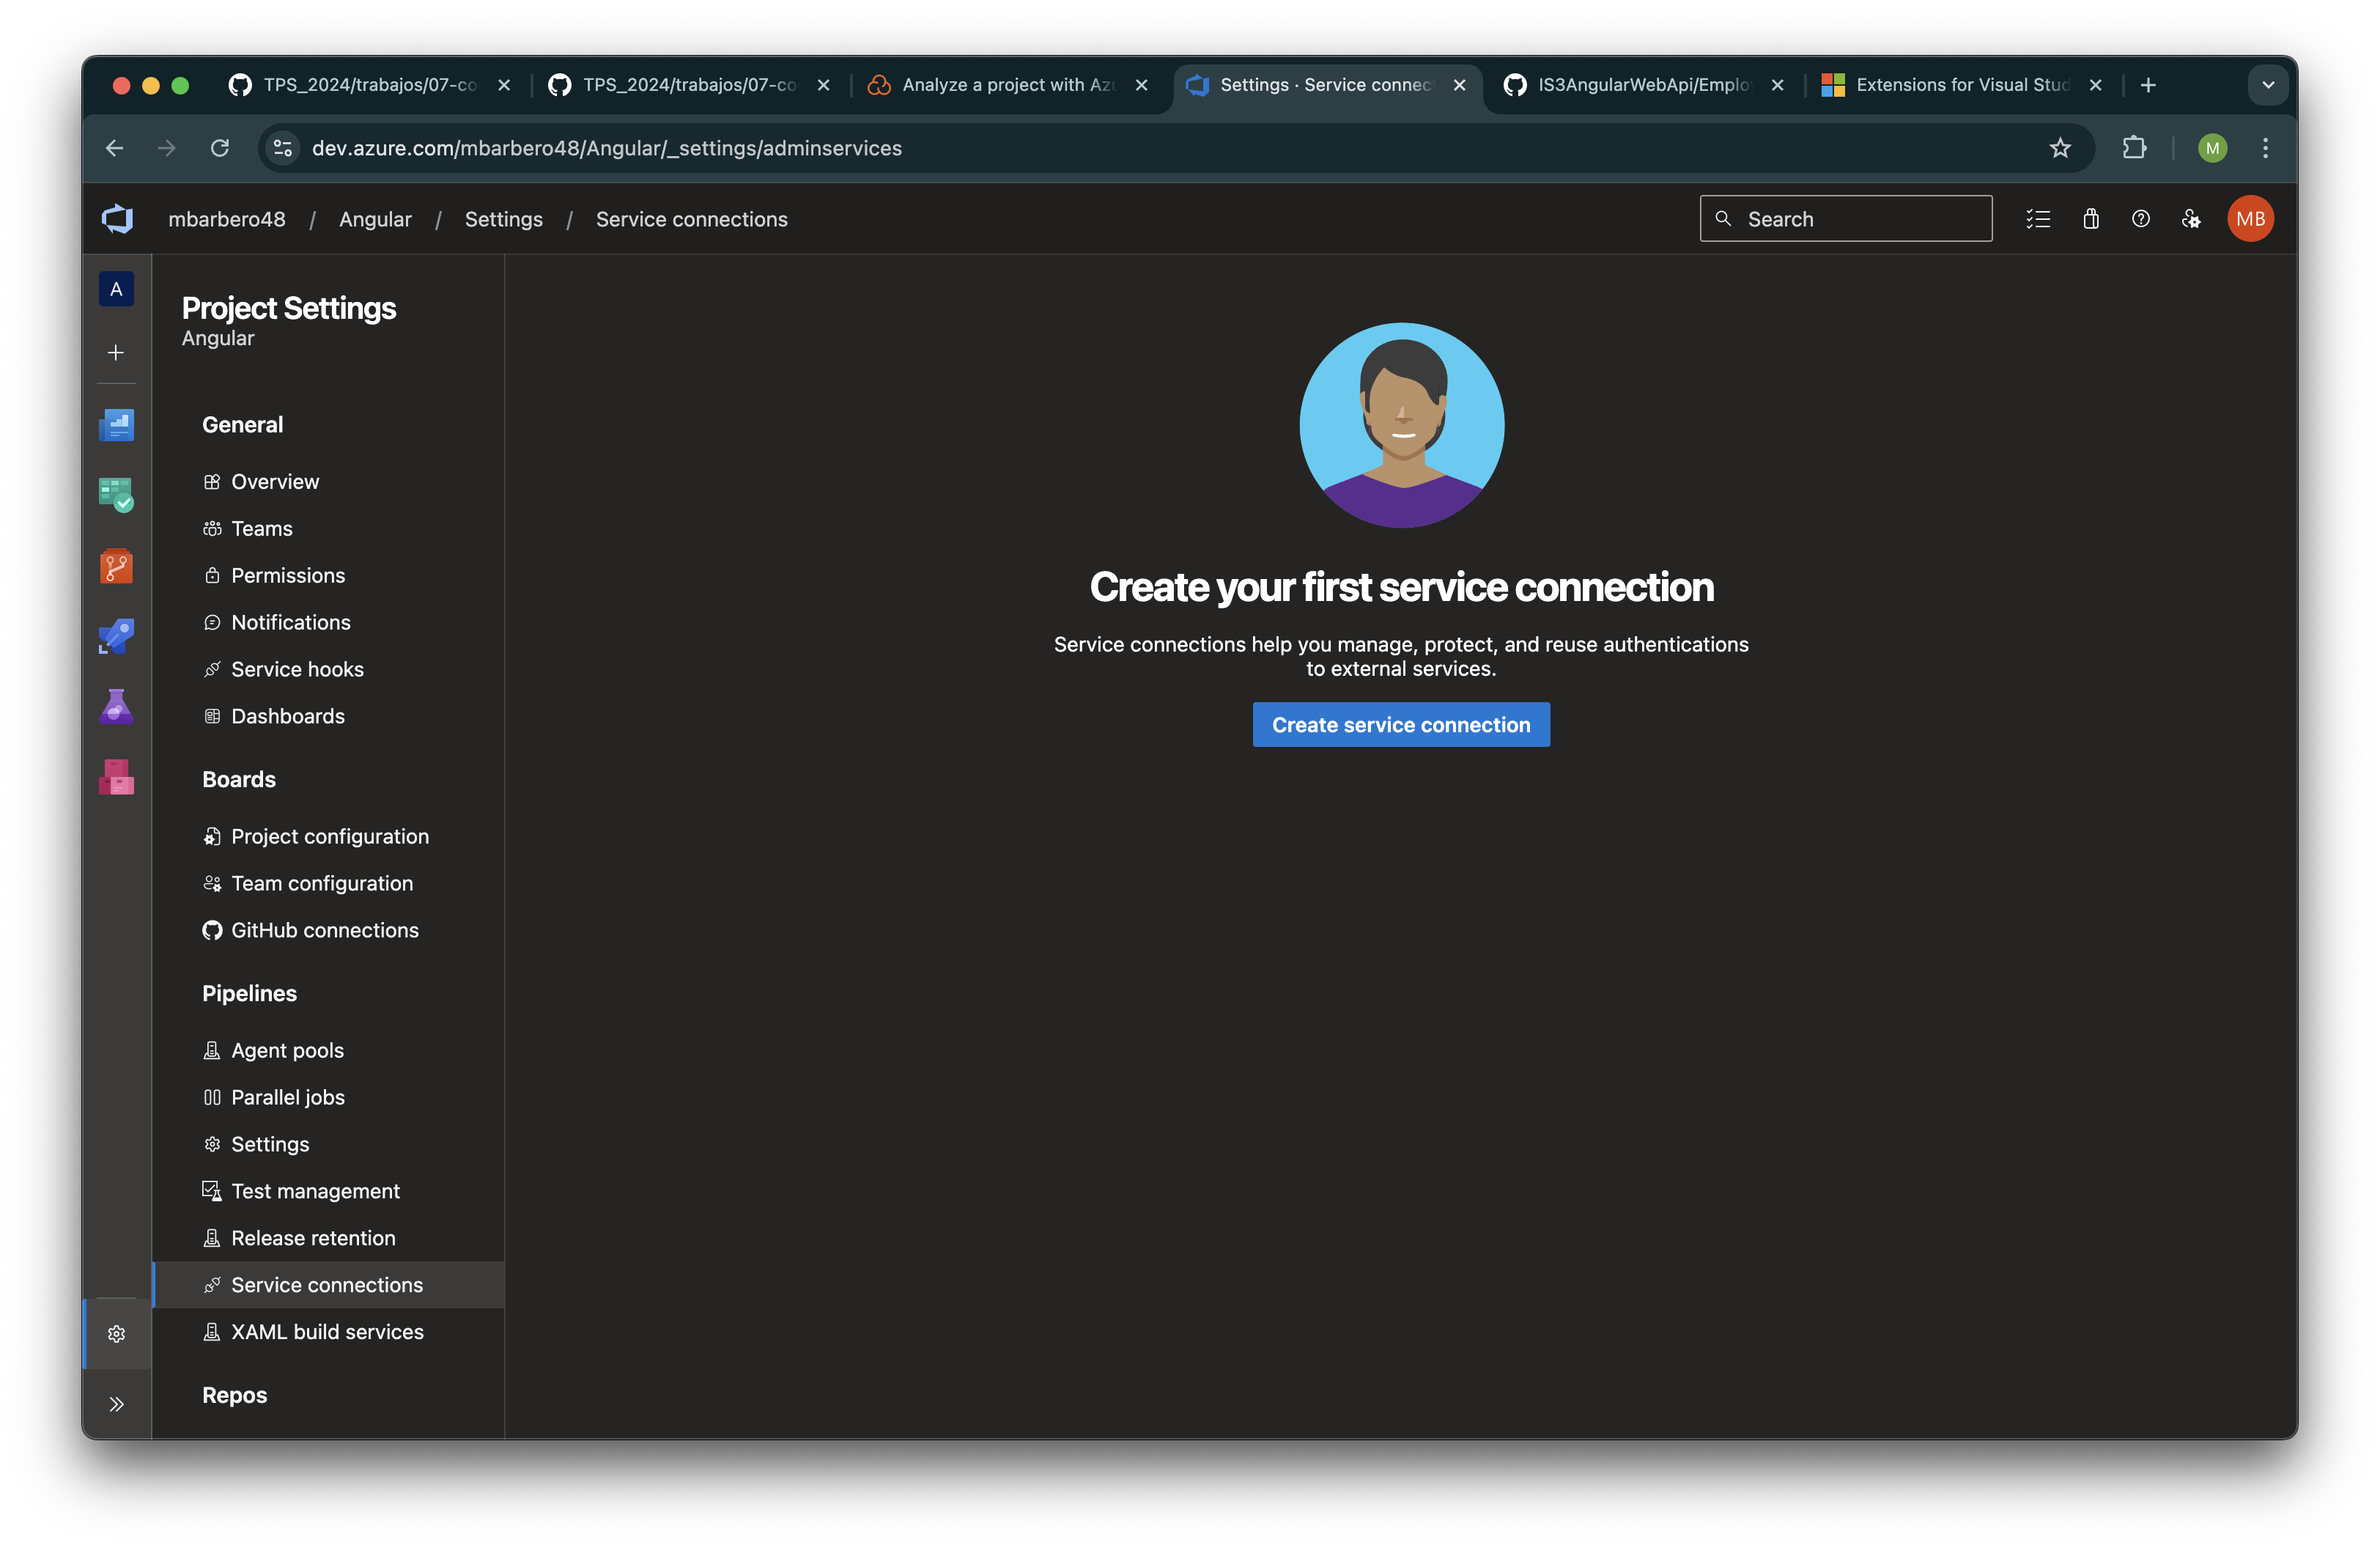 TPS_2024/trabajos/07-co
TPS_2024/trabajos/07-co
Analyze a project with Azu
Settings · Service connect
IS3AngularWebApi/Emplo
Extensions for Visual Stud
dev.azure.com/mbarbero48/Angular/_settings/adminservices
M
mbarbero48 / Angular / Settings / Service connections
Search
MB
A
Project Settings
Angular
General
Overview
Teams
Permissions
Notifications
Service hooks
Dashboards
Boards
Project configuration
Team configuration
GitHub connections
Pipelines
Agent pools
Parallel jobs
Settings
Test management
Release retention
Service connections
XAML build services
Repos
Create your first service connection
Service connections help you manage, protect, and reuse authentications
to external services.
Create service connection